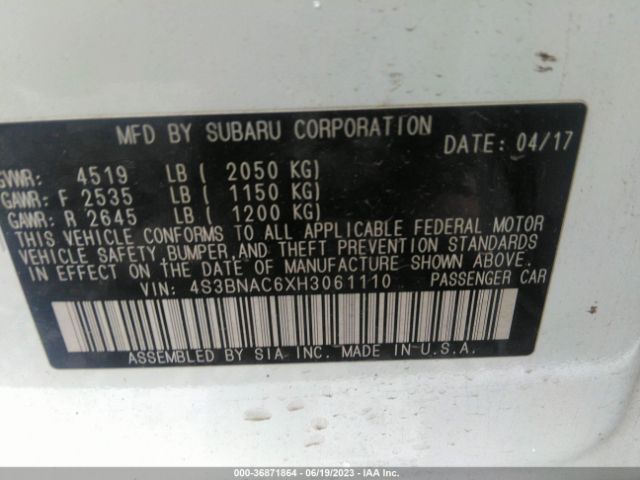 MFD BY SUBARU CORPORATION DATE: 04/17
GVWR: 4519 LB ( 2050 KG)
GAWR: F 2535 LB ( 1150 KG)
GAWR: R 2645 LB ( 1200 KG)
THIS VEHICLE CONFORMS TO ALL APPLICABLE FEDERAL MOTOR
VEHICLE SAFETY, BUMPER, AND THEFT PREVENTION STANDARDS
IN EFFECT ON THE DATE OF MANUFACTURE SHOWN ABOVE.
VIN: 4S3BNAC6XH3061110 PASSENGER CAR
ASSEMBLED BY SIA INC. MADE IN U.S.A.
000-36871864 - 06/19/2023 - IAA Inc.